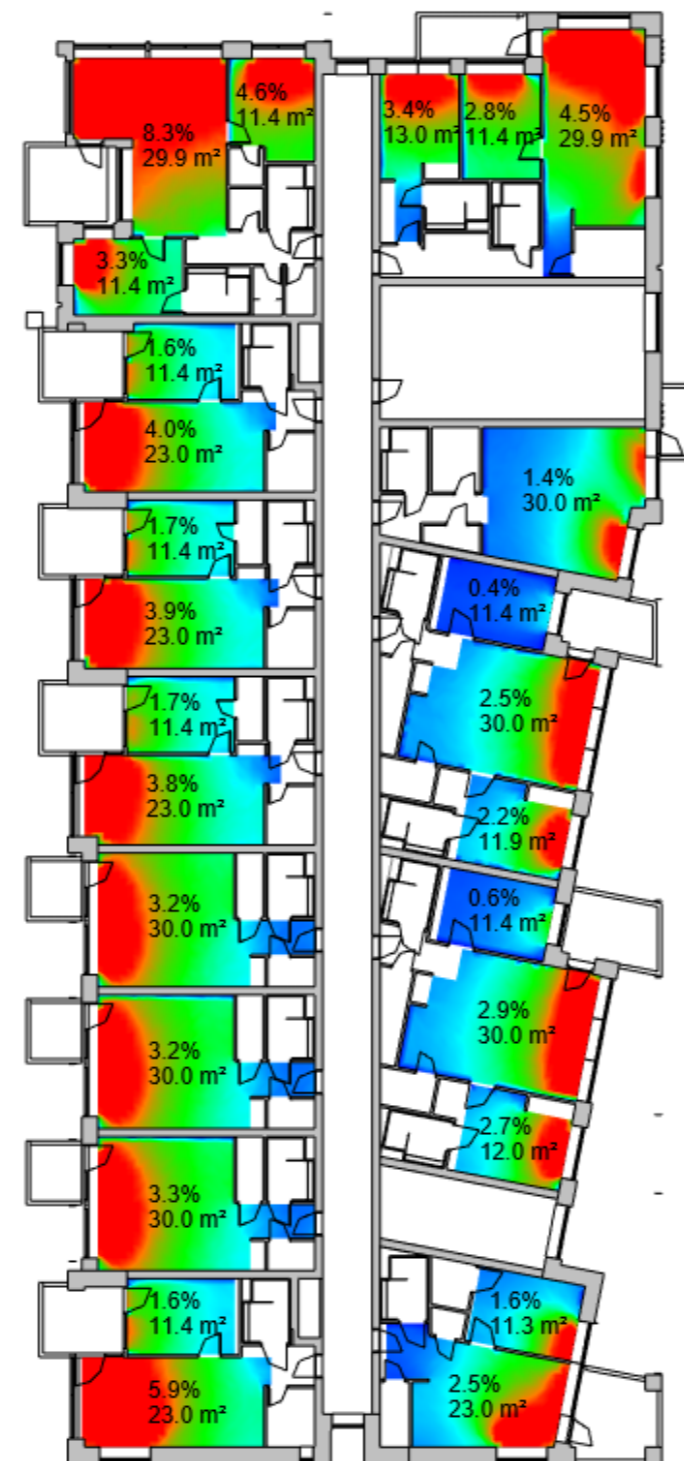 4.6%
11.4 m²
8.3%
29.9 m²
3.4%
13.0 m²
2.8%
11.4 m²
4.5%
29.9 m²
3.3%
11.4 m²
1.6%
11.4 m²
4.0%
23.0 m²
1.7%
11.4 m²
3.9%
23.0 m²
1.7%
11.4 m²
3.8%
23.0 m²
3.2%
30.0 m²
3.2%
30.0 m²
3.3%
30.0 m²
1.6%
11.4 m²
5.9%
23.0 m²
1.4%
30.0 m²
0.4%
11.4 m²
2.5%
30.0 m²
2.2%
11.9 m²
0.6%
11.4 m²
2.9%
30.0 m²
2.7%
12.0 m²
1.6%
11.3 m²
2.5%
23.0 m²